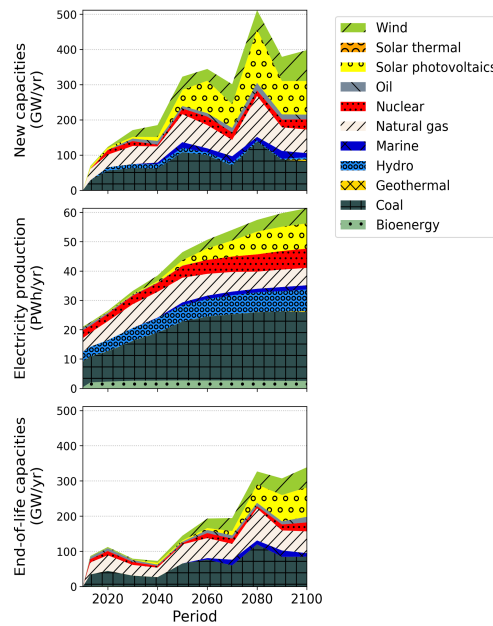 New capacities
(GW/yr)
500
400
300
200
100
0
Wind
Solar thermal
Solar photovoltaics
Oil
Nuclear
Natural gas
Marine
Hydro
Geothermal
Coal
Bioenergy
Electricity production
(PWh/yr)
60
50
40
30
20
10
0
End-of-life capacities
(GW/yr)
500
400
300
200
100
0
2020 2040 2060 2080 2100
Period